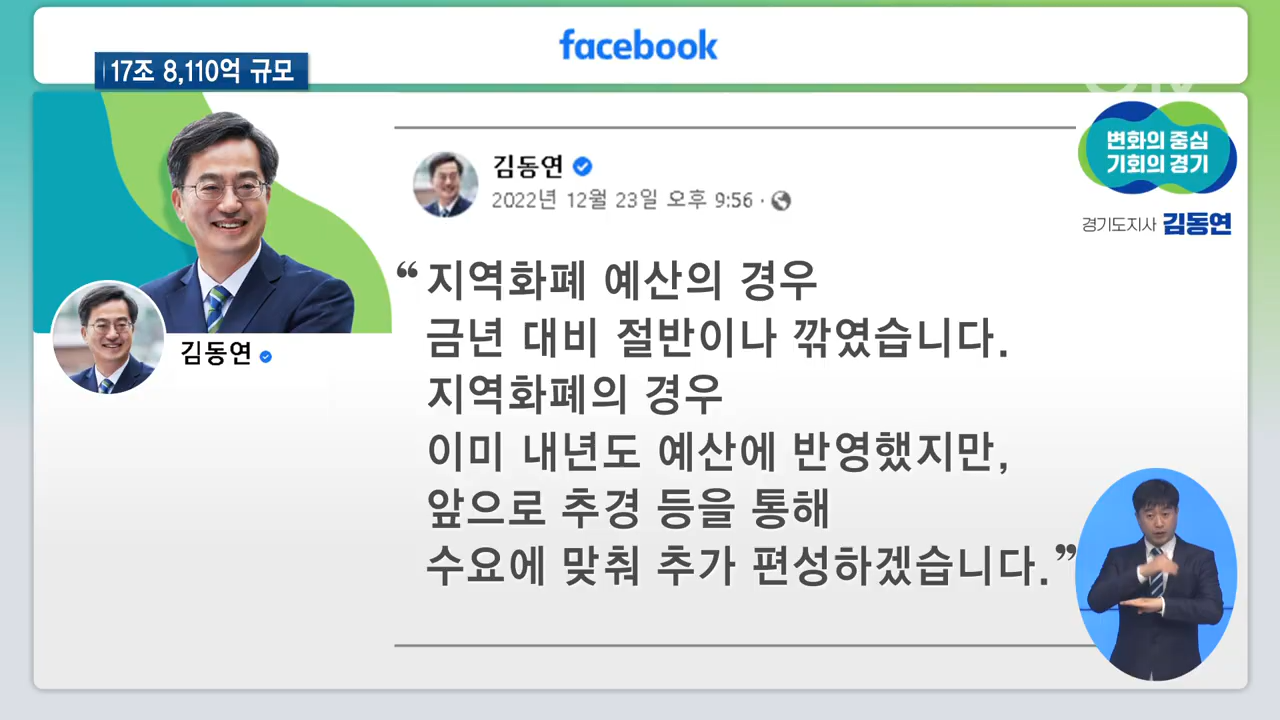 facebook
17조 8,110억 규모
변화의 중심
기회의 경기
경기도지사 김동연
김동연
김동연
2022년 12월 23일 오후 9:56 ·
“지역화폐 예산의 경우
금년 대비 절반이나 깎였습니다.
지역화폐의 경우
이미 내년도 예산에 반영했지만,
앞으로 추경 등을 통해
수요에 맞춰 추가 편성하겠습니다.”